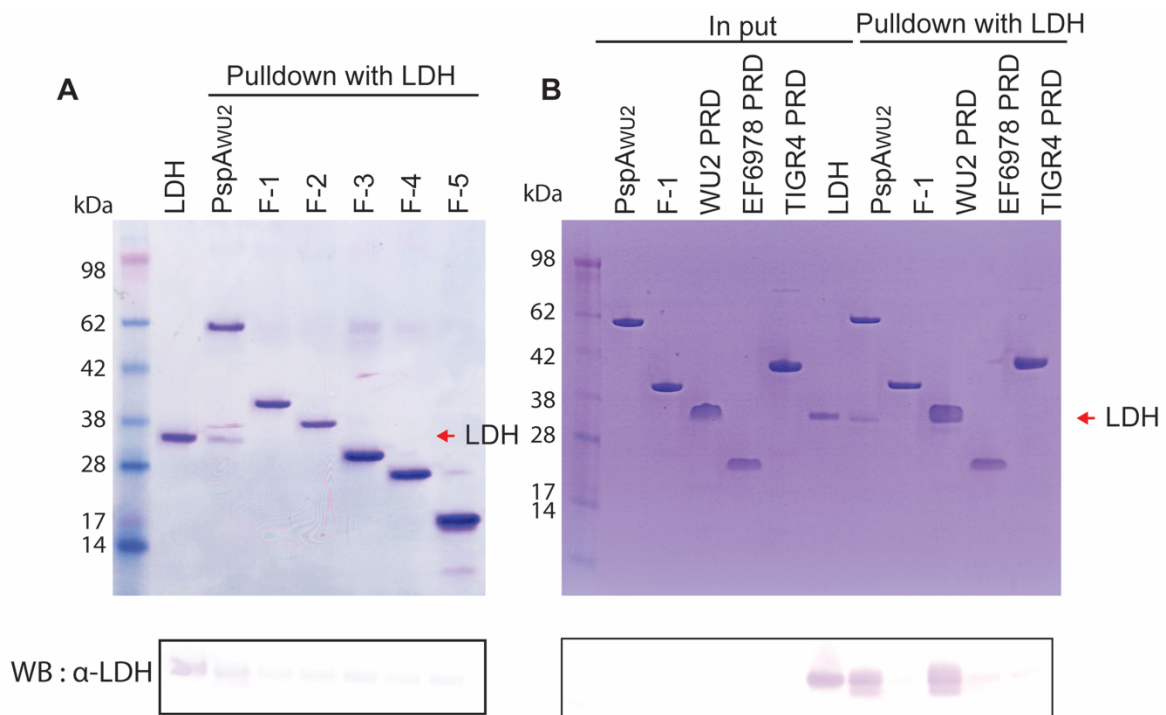 A
Pulldown with LDH
kDa
LDH
PspAWU2
F-1
F-2
F-3
F-4
F-5
98
62
42
38
28
17
14
LDH
WB : α-LDH
B
In put
Pulldown with LDH
kDa
PspAWU2
F-1
WU2 PRD
EF6978 PRD
TIGR4 PRD
LDH
PspAWU2
F-1
WU2 PRD
EF6978 PRD
TIGR4 PRD
98
62
42
38
28
17
14
LDH